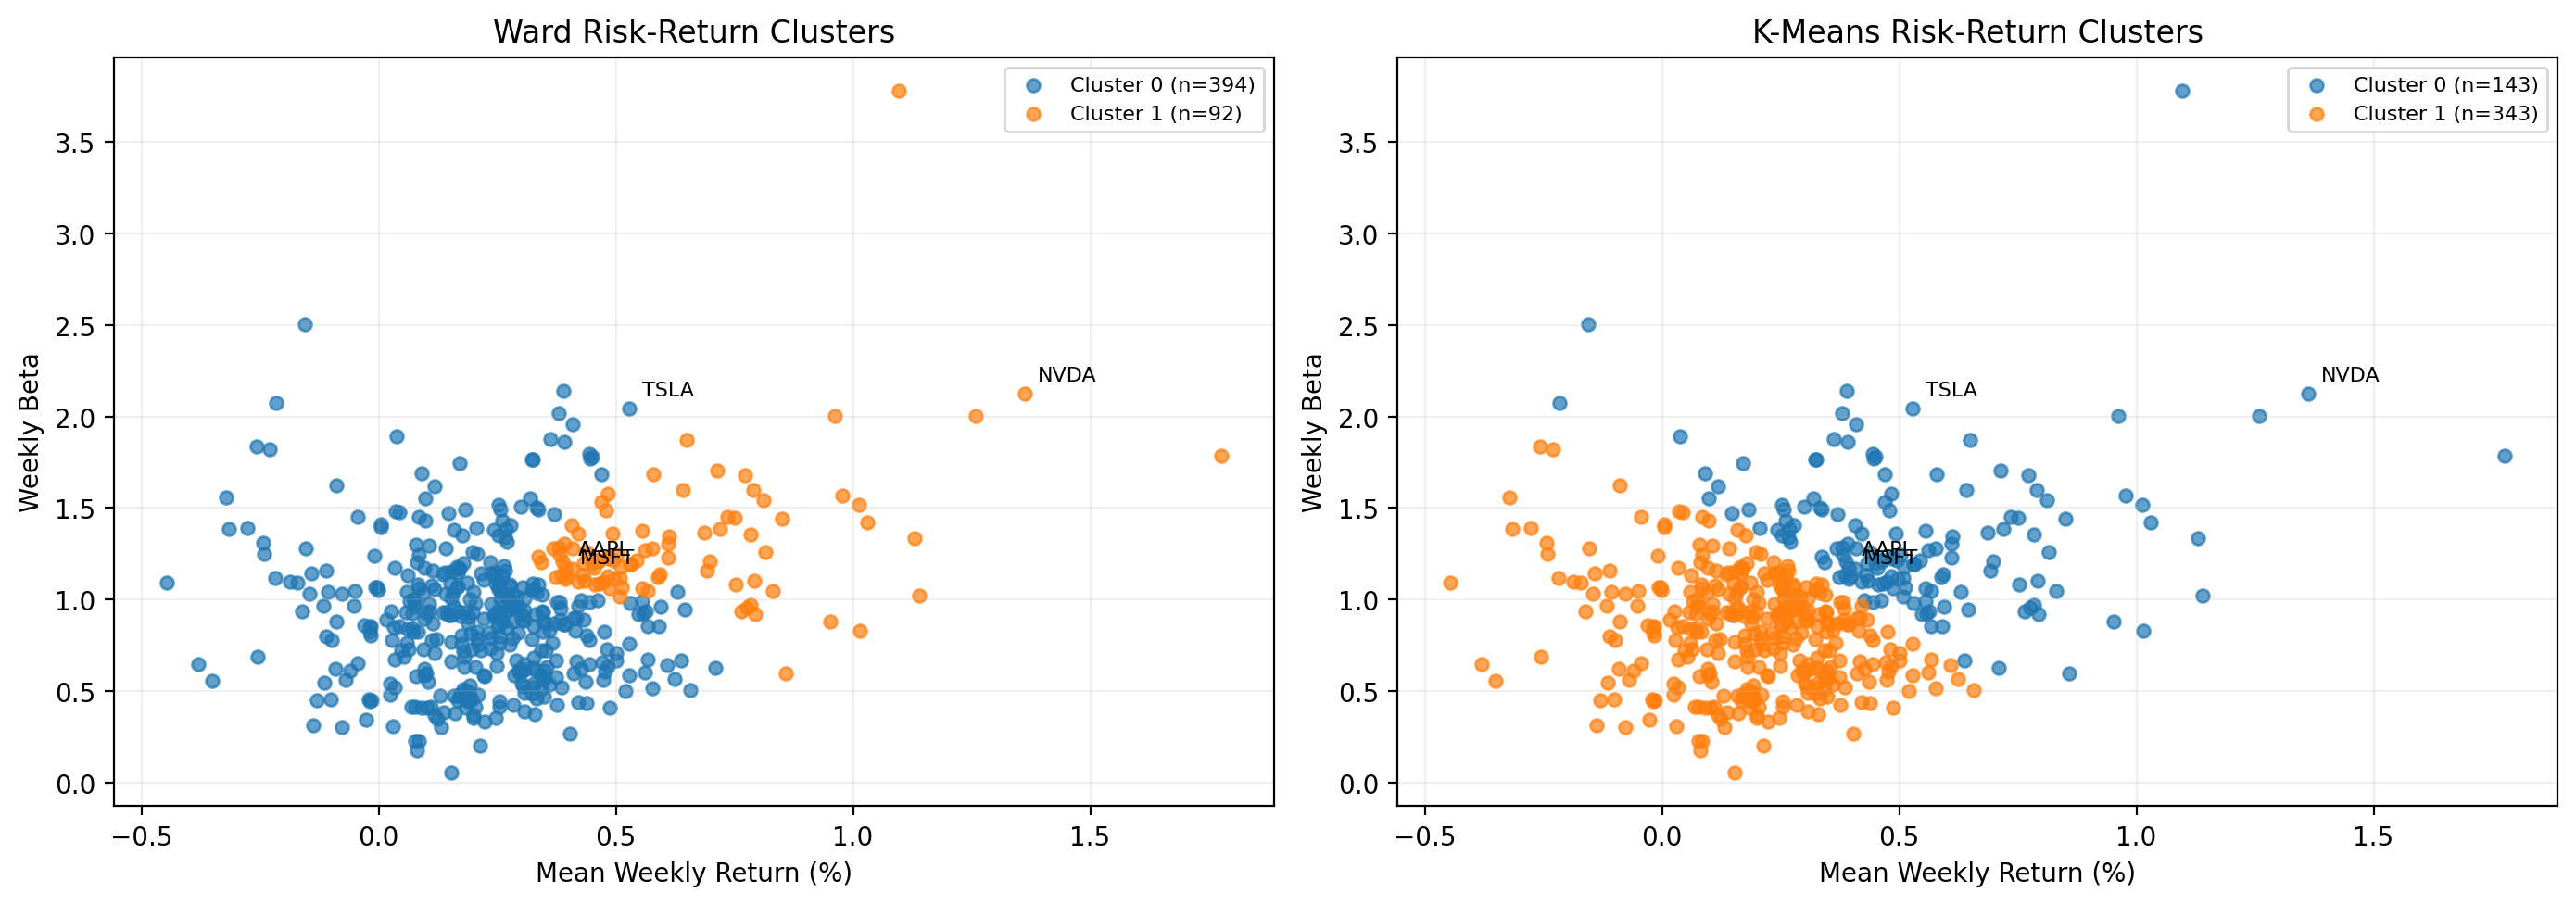 Ward Risk-Return Clusters
Cluster 0 (n=394)
Cluster 1 (n=92)
TSLA
NVDA
AAPL
MSFT
Weekly Beta
3.5
3.0
2.5
2.0
1.5
1.0
0.5
0.0
−0.5 0.0 0.5 1.0 1.5
Mean Weekly Return (%)
K-Means Risk-Return Clusters
Cluster 0 (n=143)
Cluster 1 (n=343)
TSLA
NVDA
AAPL
MSFT
Weekly Beta
3.5
3.0
2.5
2.0
1.5
1.0
0.5
0.0
−0.5 0.0 0.5 1.0 1.5
Mean Weekly Return (%)